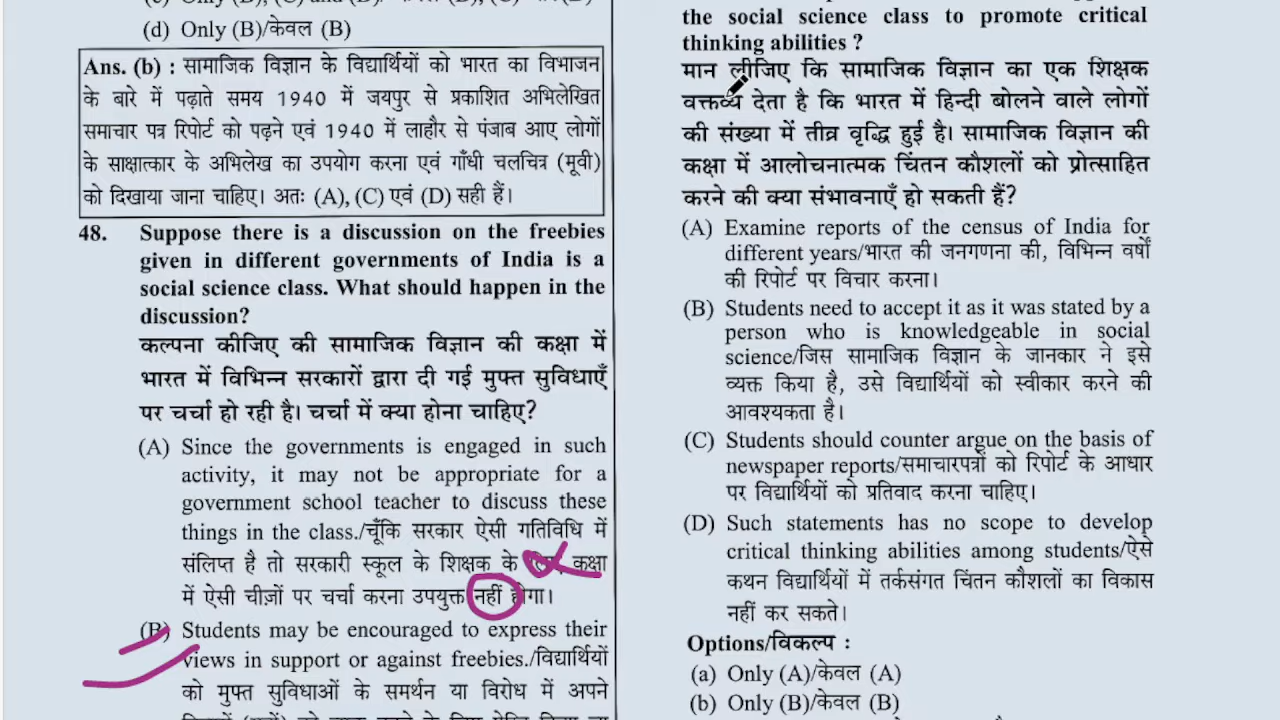 (d) Only (B)/केवल (B)
Ans. (b) : सामाजिक विज्ञान के विद्यार्थियों को भारत का विभाजन
के बारे में पढ़ाते समय 1940 में जयपुर से प्रकाशित अभिलेखित
समाचार पत्र रिपोर्ट को पढ़ने एवं 1940 में लाहौर से पंजाब आए लोगों
के साक्षात्कार के अभिलेख का उपयोग करना एवं गाँधी चलचित्र (मूवी)
को दिखाया जाना चाहिए। अतः (A), (C) एवं (D) सही हैं।
48. Suppose there is a discussion on the freebies
given in different governments of India is a
social science class. What should happen in the
discussion?
कल्पना कीजिए की सामाजिक विज्ञान की कक्षा में
भारत में विभिन्न सरकारों द्वारा दी गई मुफ्त सुविधाएँ
पर चर्चा हो रही है। चर्चा में क्या होना चाहिए?
(A) Since the governments is engaged in such
activity, it may not be appropriate for a
government school teacher to discuss these
things in the class./चूँकि सरकार ऐसी गतिविधि में
संलिप्त है तो सरकारी स्कूल के शिक्षक के कक्षा
में ऐसी चीज़ों पर चर्चा करना उपयुक्त नहीं होगा।
(B) Students may be encouraged to express their
views in support or against freebies./विद्यार्थियों
को मुफ्त सुविधाओं के समर्थन या विरोध में अपने
the social science class to promote critical
thinking abilities ?
मान लीजिए कि सामाजिक विज्ञान का एक शिक्षक
वक्तव्य देता है कि भारत में हिन्दी बोलने वाले लोगों
की संख्या में तीव्र वृद्धि हुई है। सामाजिक विज्ञान की
कक्षा में आलोचनात्मक चिंतन कौशलों को प्रोत्साहित
करने की क्या संभावनाएँ हो सकती हैं?
(A) Examine reports of the census of India for
different years/भारत की जनगणना की, विभिन्न वर्षों
की रिपोर्ट पर विचार करना।
(B) Students need to accept it as it was stated by a
person who is knowledgeable in social
science/जिस सामाजिक विज्ञान के जानकार ने इसे
व्यक्त किया है, उसे विद्यार्थियों को स्वीकार करने की
आवश्यकता है।
(C) Students should counter argue on the basis of
newspaper reports/समाचारपत्रों को रिपोर्ट के आधार
पर विद्यार्थियों को प्रतिवाद करना चाहिए।
(D) Such statements has no scope to develop
critical thinking abilities among students/ऐसे
कथन विद्यार्थियों में तर्कसंगत चिंतन कौशलों का विकास
नहीं कर सकते।
Options/विकल्प :
(a) Only (A)/केवल (A)
(b) Only (B)/केवल (B)